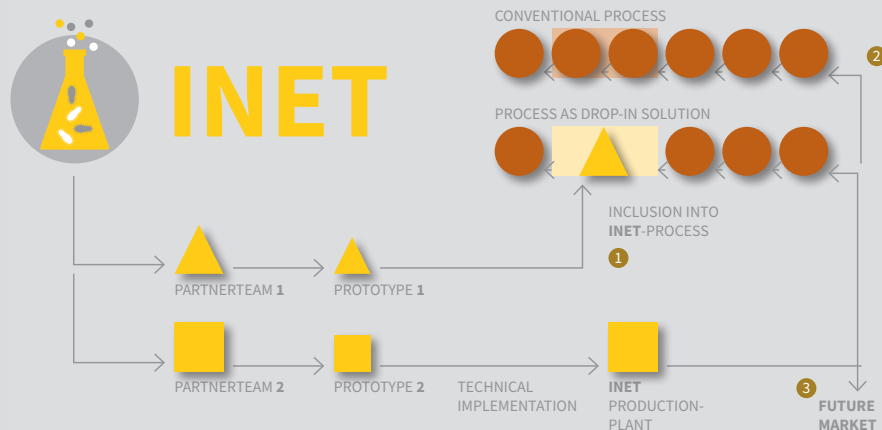 CONVENTIONAL PROCESS
2
INET
PROCESS AS DROP-IN SOLUTION
INCLUSION INTO
INET-PROCESS
1
PARTNERTEAM 1
PROTOTYPE 1
PARTNERTEAM 2
PROTOTYPE 2
TECHNICAL
IMPLEMENTATION
INET
PRODUCTION-
PLANT
3
FUTURE
MARKET